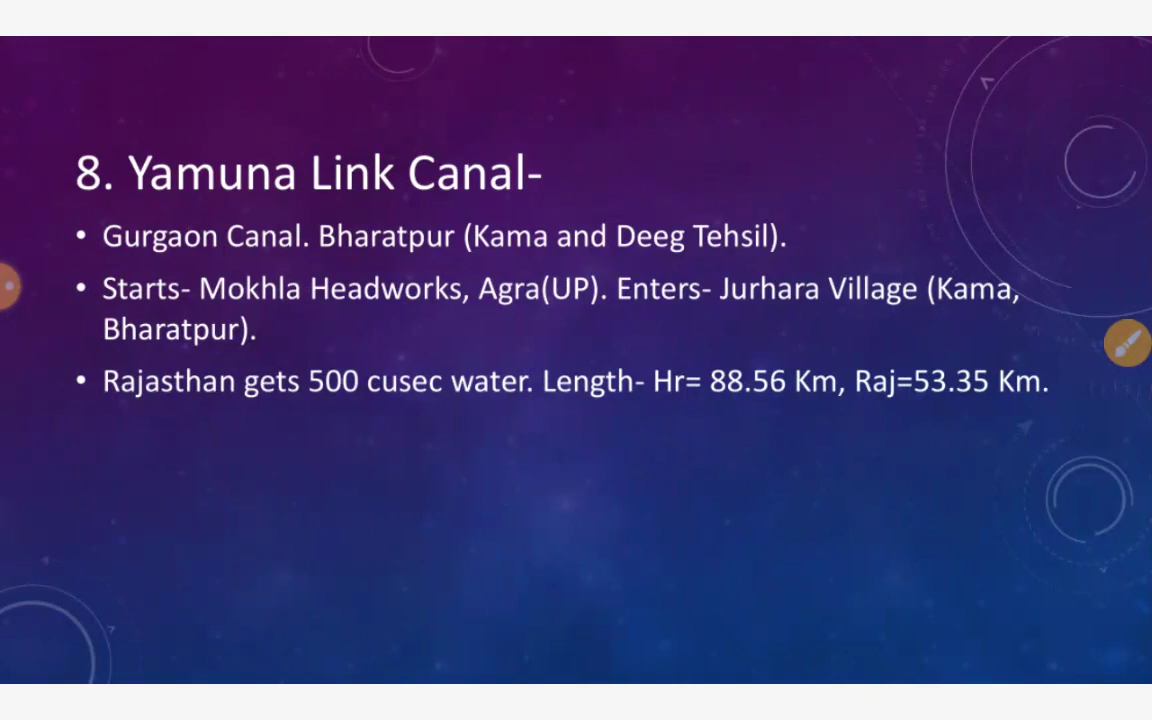 8. Yamuna Link Canal-
• Gurgaon Canal. Bharatpur (Kama and Deeg Tehsil).
• Starts- Mokhla Headworks, Agra(UP). Enters- Jurhara Village (Kama,
Bharatpur).
• Rajasthan gets 500 cusec water. Length- Hr= 88.56 Km, Raj=53.35 Km.